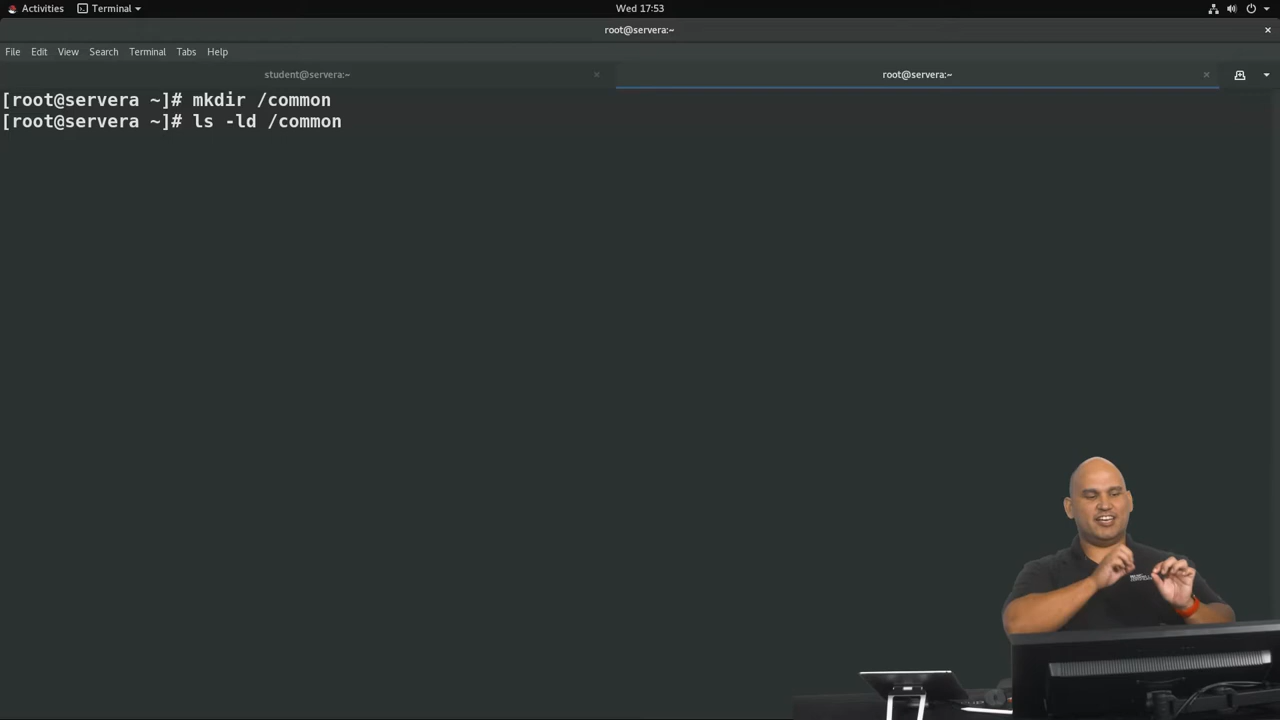 Activities Terminal Wed 17:53
root@servera:~
File Edit View Search Terminal Tabs Help
student@servera:~ root@servera:~
[root@servera ~]# mkdir /common
[root@servera ~]# ls -ld /common